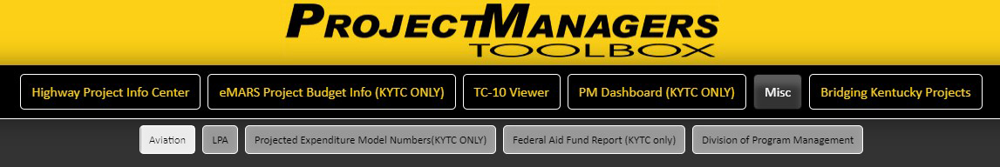 PROJECTMANAGERS
TOOLBOX
Highway Project Info Center eMARS Project Budget Info (KYTC ONLY) TC-10 Viewer PM Dashboard (KYTC ONLY) Misc Bridging Kentucky Projects
Aviation LPA Projected Expenditure Model Numbers(KYTC ONLY) Federal Aid Fund Report (KYTC only) Division of Program Management